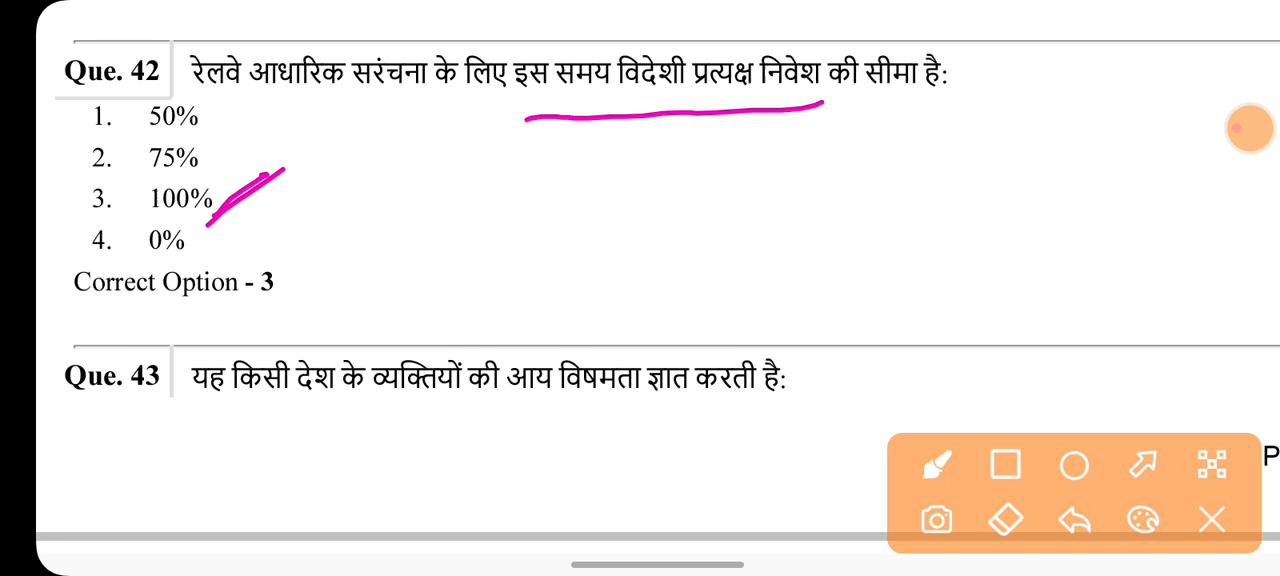 Que. 42 रेलवे आधारिक सरंचना के लिए इस समय विदेशी प्रत्यक्ष निवेश की सीमा है:
1. 50%
2. 75%
3. 100%
4. 0%
Correct Option - 3
Que. 43 यह किसी देश के व्यक्तियों की आय विषमता ज्ञात करती है:
P